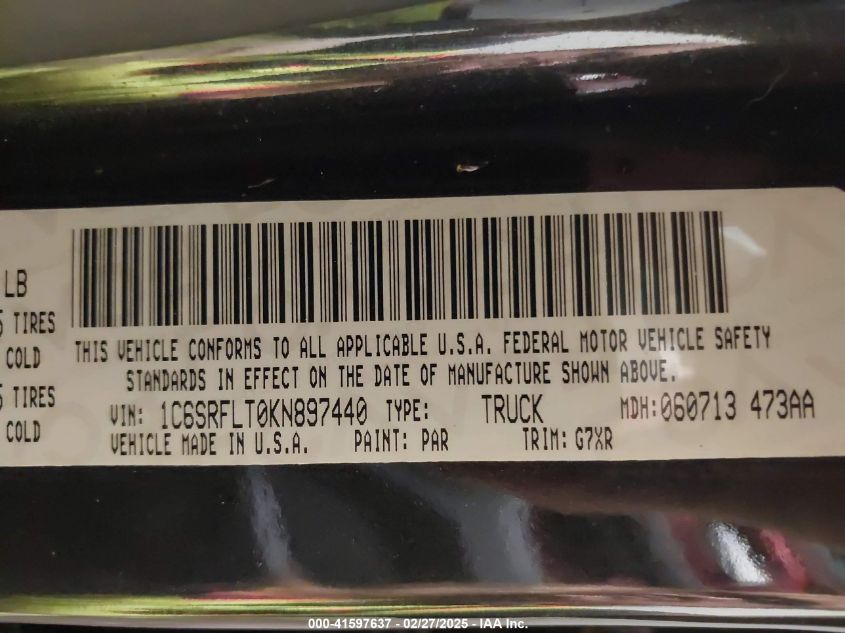 LB
TIRES
COLD
TIRES
COLD
THIS VEHICLE CONFORMS TO ALL APPLICABLE U.S.A. FEDERAL MOTOR VEHICLE SAFETY
STANDARDS IN EFFECT ON THE DATE OF MANUFACTURE SHOWN ABOVE.
VIN: 1C6SRFLT0KN897440 TYPE: TRUCK MDH: 060713 473AA
VEHICLE MADE IN U.S.A. PAINT: PAR TRIM: G7XR
000-41597637 - 02/27/2025 - IAA Inc.